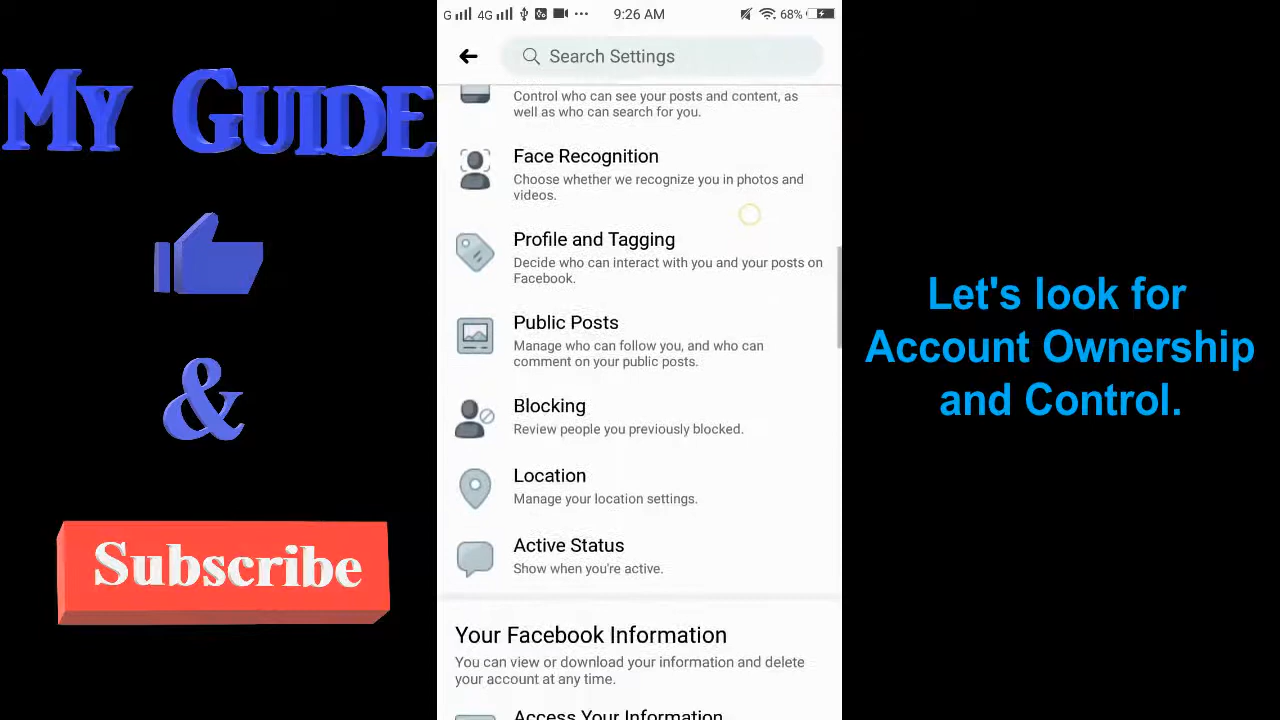 My Guide
&
Subscribe
G 4G 9:26 AM 68%
Search Settings
Control who can see your posts and content, as
well as who can search for you.
Face Recognition
Choose whether we recognize you in photos and
videos.
Profile and Tagging
Decide who can interact with you and your posts on
Facebook.
Public Posts
Manage who can follow you, and who can
comment on your public posts.
Blocking
Review people you previously blocked.
Location
Manage your location settings.
Active Status
Show when you're active.
Your Facebook Information
You can view or download your information and delete
your account at any time.
Access Your Information
Let's look for
Account Ownership
and Control.